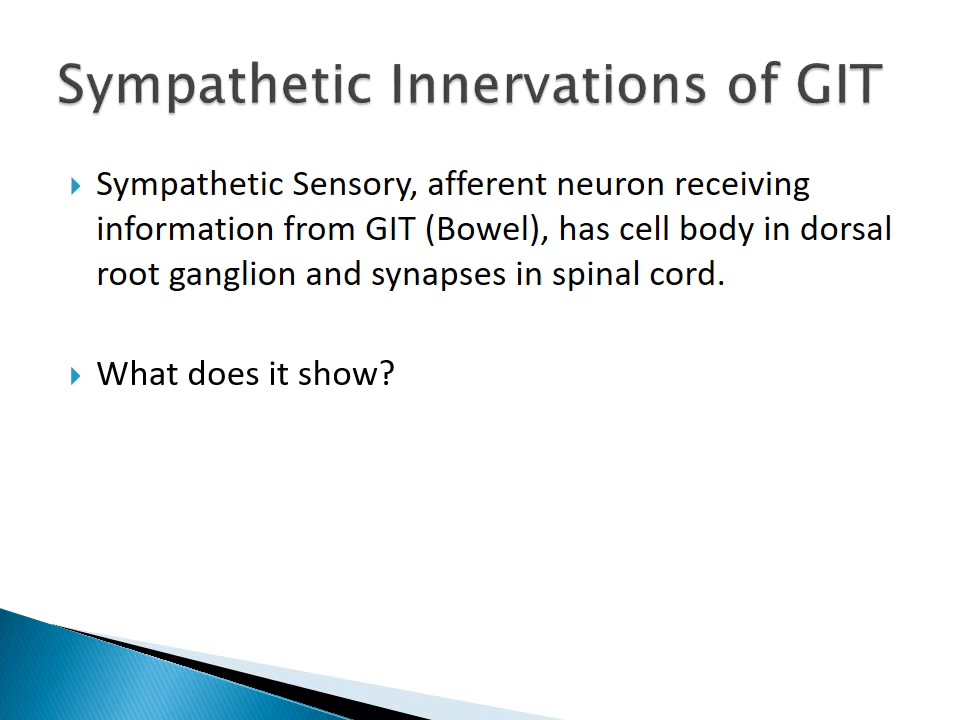 Sympathetic Innervations of GIT
Sympathetic Sensory, afferent neuron receiving
information from GIT (Bowel), has cell body in dorsal
root ganglion and synapses in spinal cord.
What does it show?